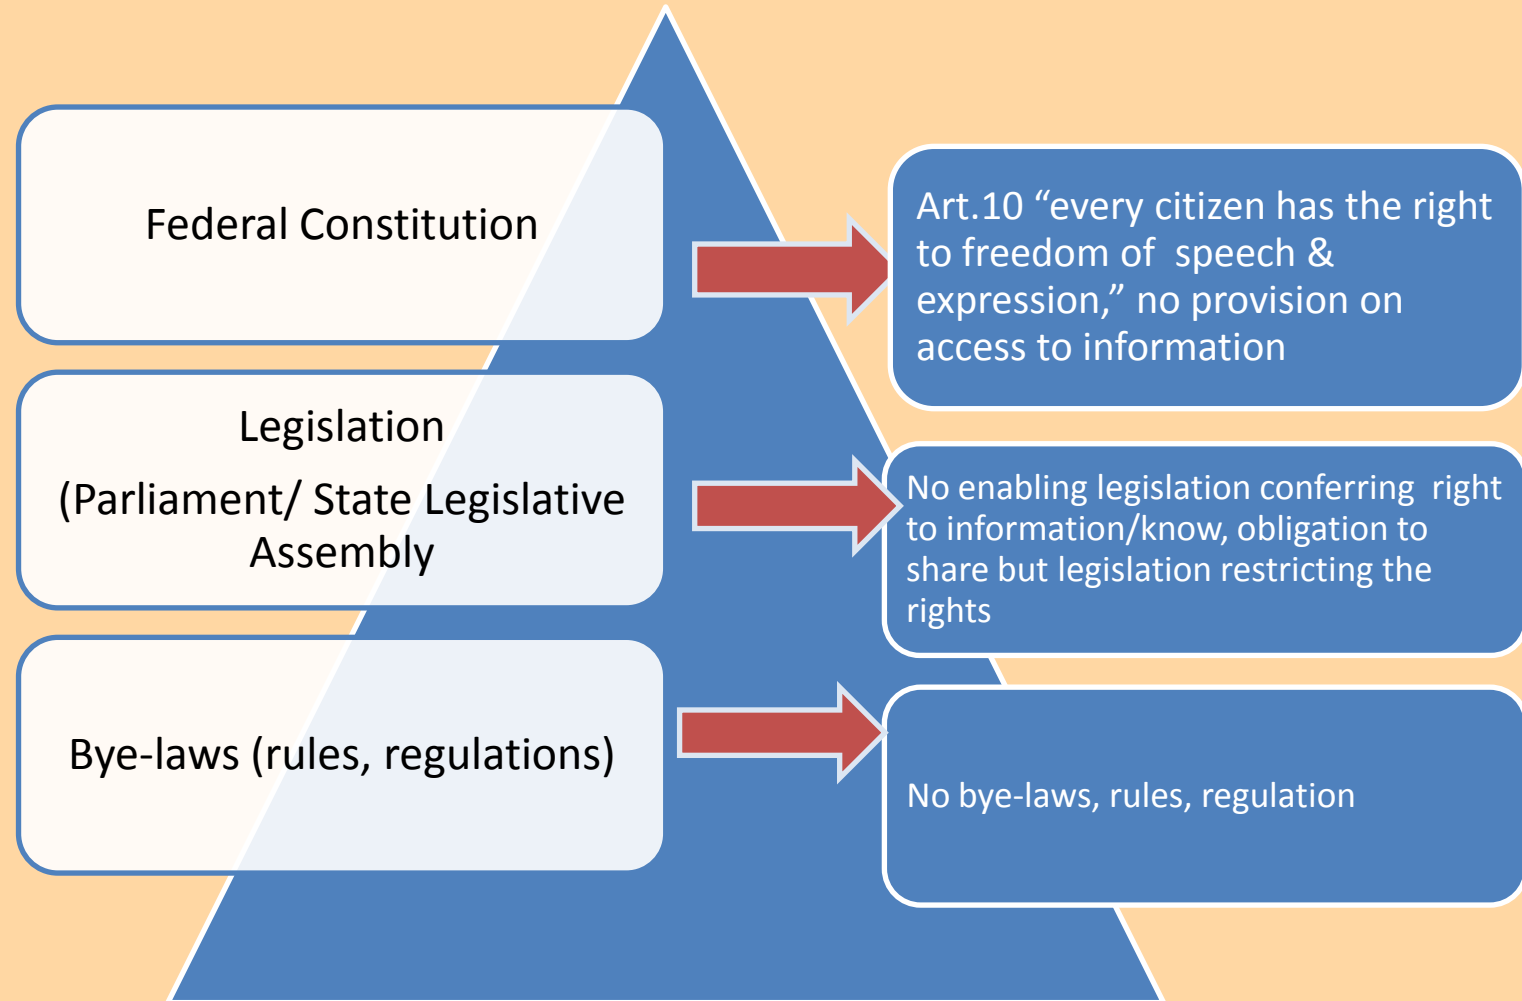 Federal Constitution
Art.10 “every citizen has the right
to freedom of speech &
expression,” no provision on
access to information
Legislation
(Parliament/ State Legislative
Assembly
No enabling legislation conferring right
to information/know, obligation to
share but legislation restricting the
rights
Bye-laws (rules, regulations)
No bye-laws, rules, regulation